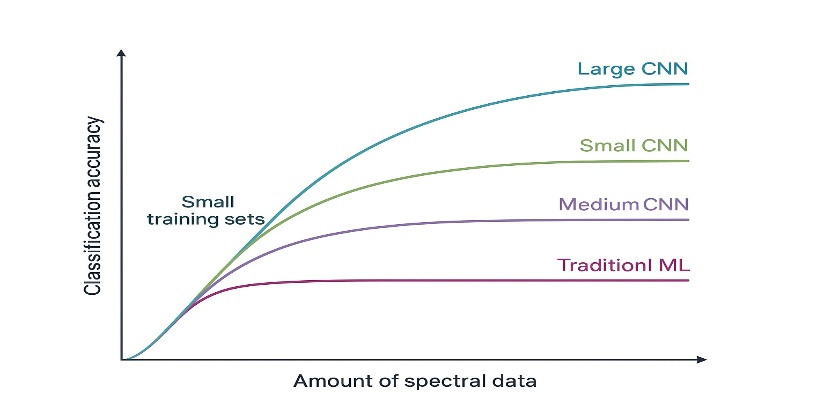 Large CNN
Small CNN
Medium CNN
Traditionl ML
Small
training sets
Classification accuracy
Amount of spectral data